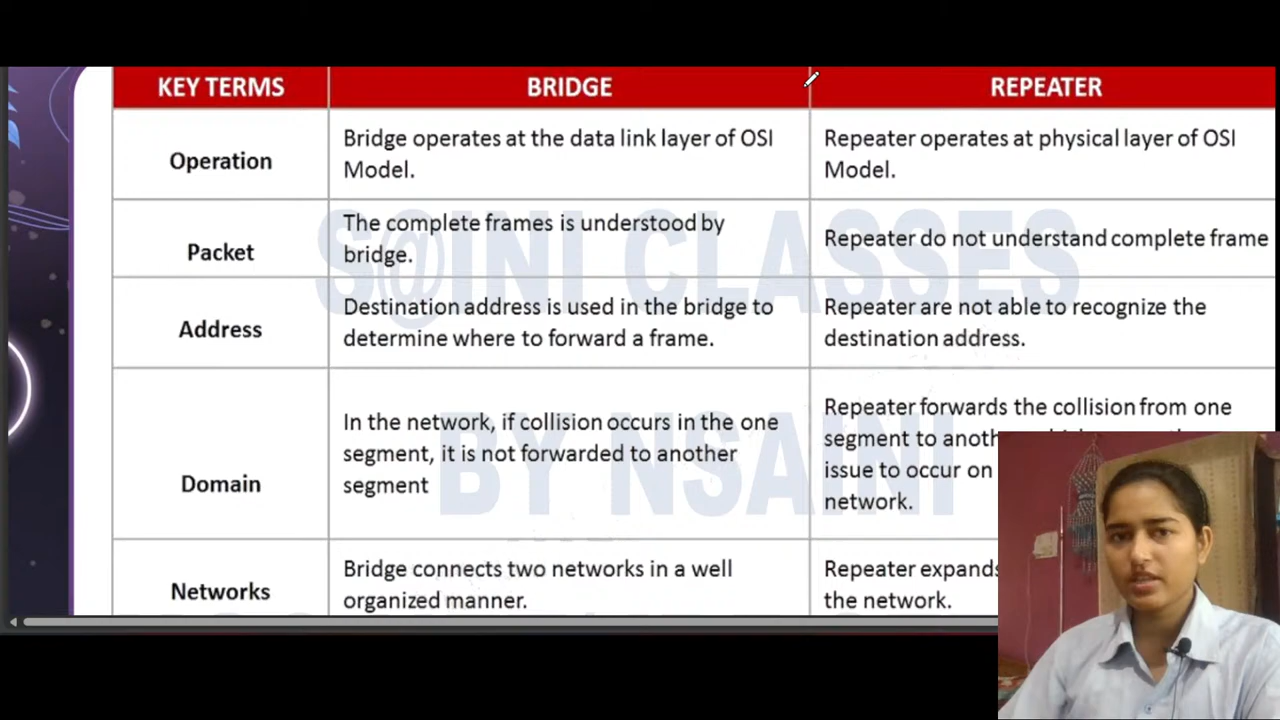 KEY TERMS BRIDGE REPEATER
Operation
Bridge operates at the data link layer of OSI
Model.
Repeater operates at physical layer of OSI
Model.
Packet
The complete frames is understood by
bridge.
Repeater do not understand complete frame
Address
Destination address is used in the bridge to
determine where to forward a frame.
Repeater are not able to recognize the
destination address.
Domain
In the network, if collision occurs in the one
segment, it is not forwarded to another
segment
Repeater forwards the collision from one
segment to
issue to occur on
network.
Networks
Bridge connects two networks in a well
organized manner.
Repeater expands
the network.
S@INI CLASSES
BY NSAINI